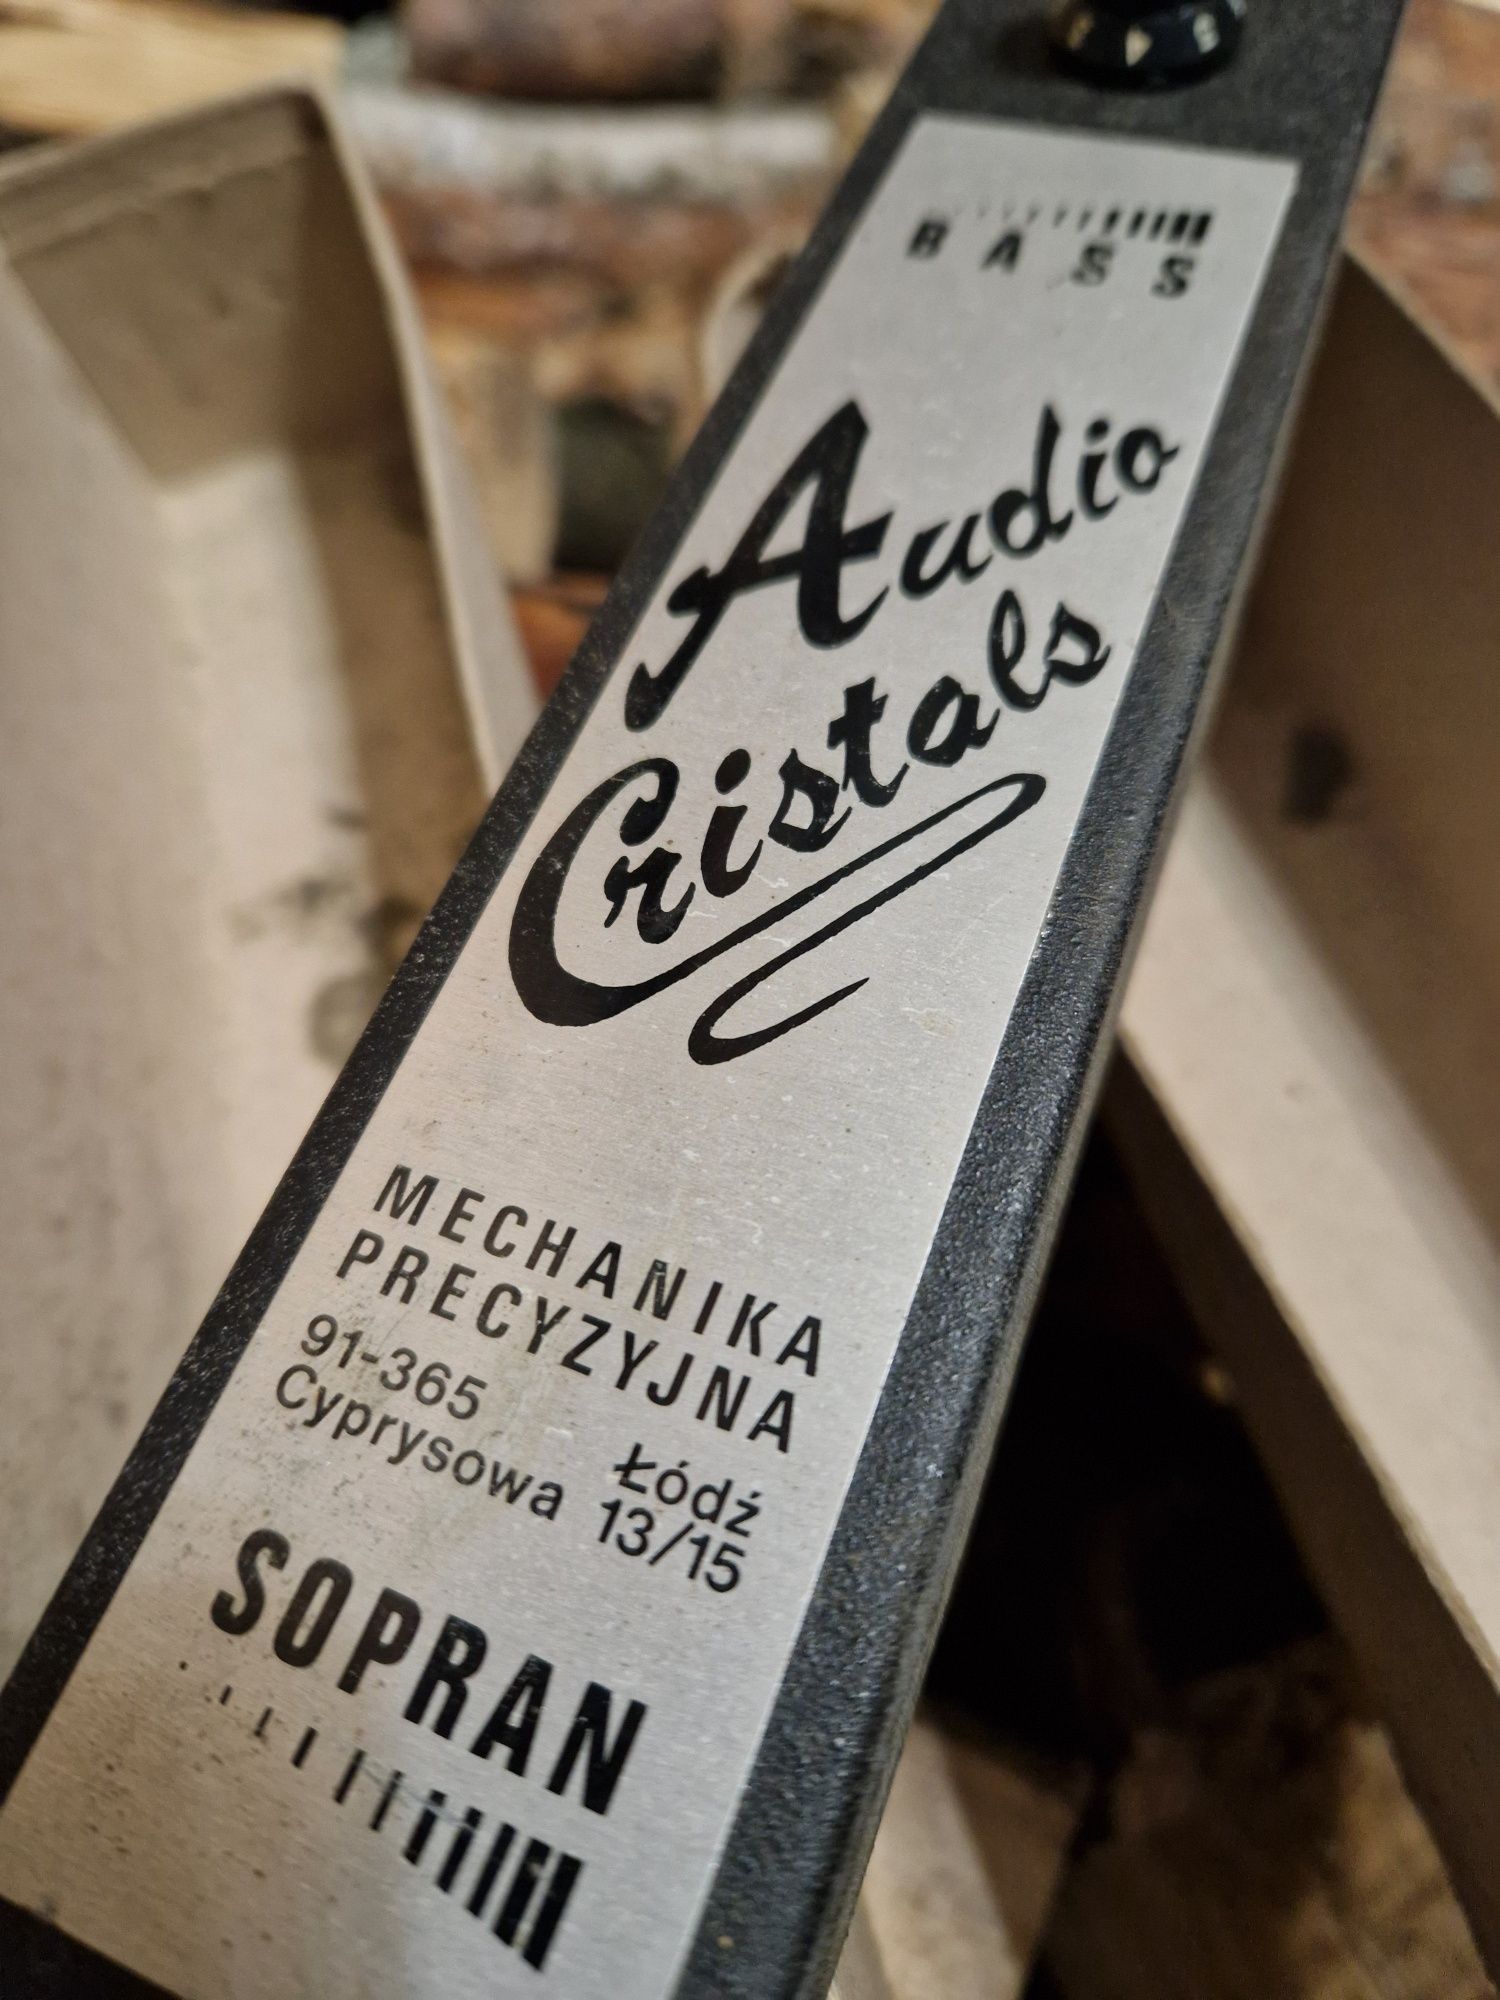 BASS
Audio
Cristals
MECHANIKA
PRECYZYJNA
91-365 Łódź
Cyprysowa 13/15
SOPRAN